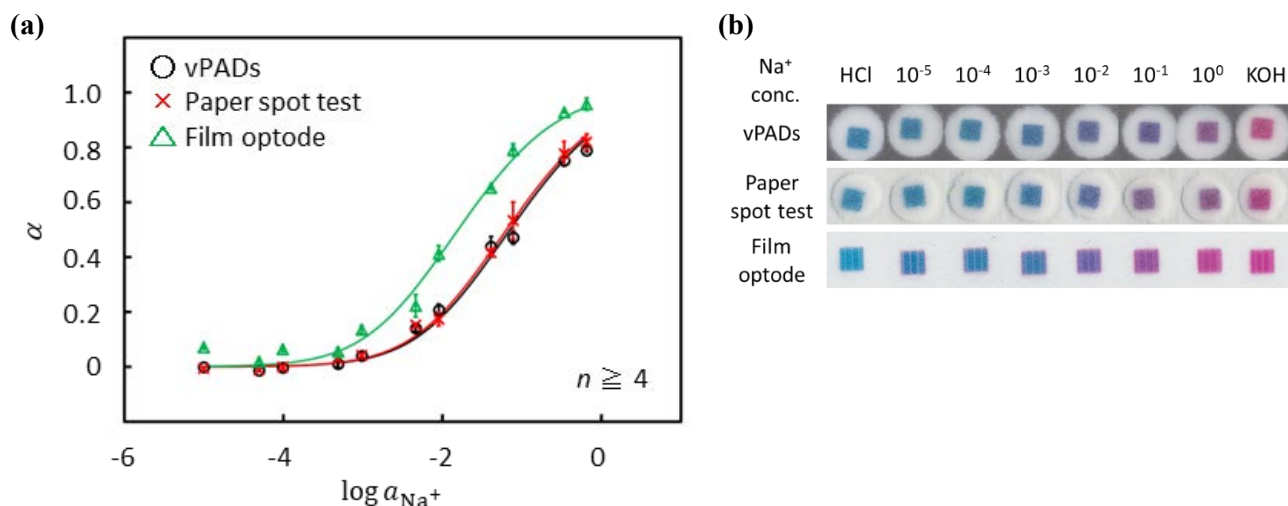 (a)
vPADs
Paper spot test
Film optode
1.0
0.8
0.6
0.4
0.2
0
α
n ≧ 4
-6 -4 -2 0
log a_Na⁺
(b)
Na⁺ conc. HCl 10⁻⁵ 10⁻⁴ 10⁻³ 10⁻² 10⁻¹ 10⁰ KOH
vPADs
Paper
spot test
Film
optode